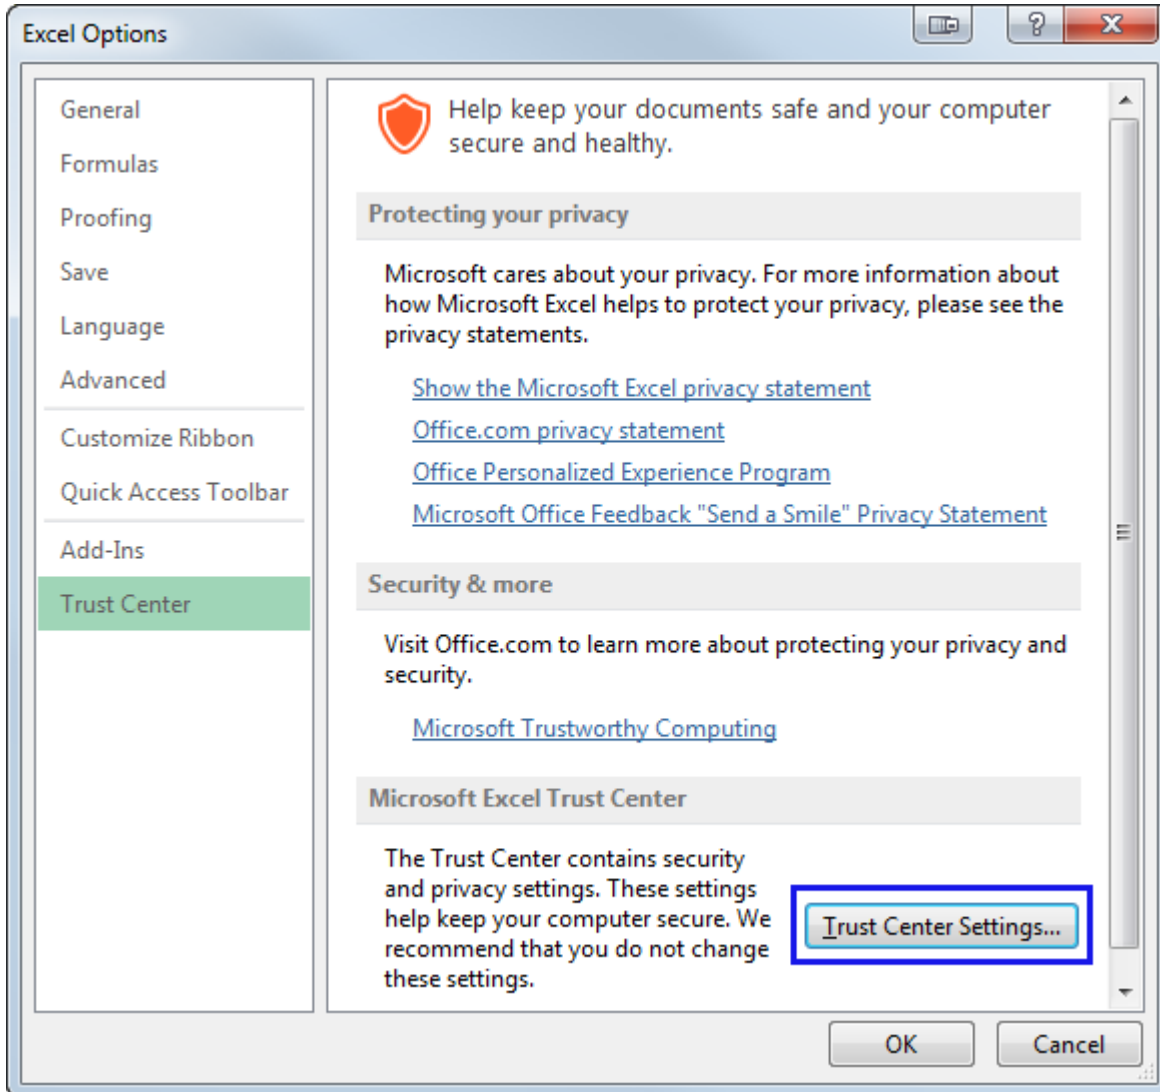 Excel Options
?
X
General
Formulas
Proofing
Save
Language
Advanced
Customize Ribbon
Quick Access Toolbar
Add-Ins
Trust Center
Help keep your documents safe and your computer
secure and healthy.
Protecting your privacy
Microsoft cares about your privacy. For more information about
how Microsoft Excel helps to protect your privacy, please see the
privacy statements.
Show the Microsoft Excel privacy statement
Office.com privacy statement
Office Personalized Experience Program
Microsoft Office Feedback "Send a Smile" Privacy Statement
Security & more
Visit Office.com to learn more about protecting your privacy and
security.
Microsoft Trustworthy Computing
Microsoft Excel Trust Center
The Trust Center contains security
and privacy settings. These settings
help keep your computer secure. We
recommend that you do not change
these settings.
Trust Center Settings...
OK
Cancel